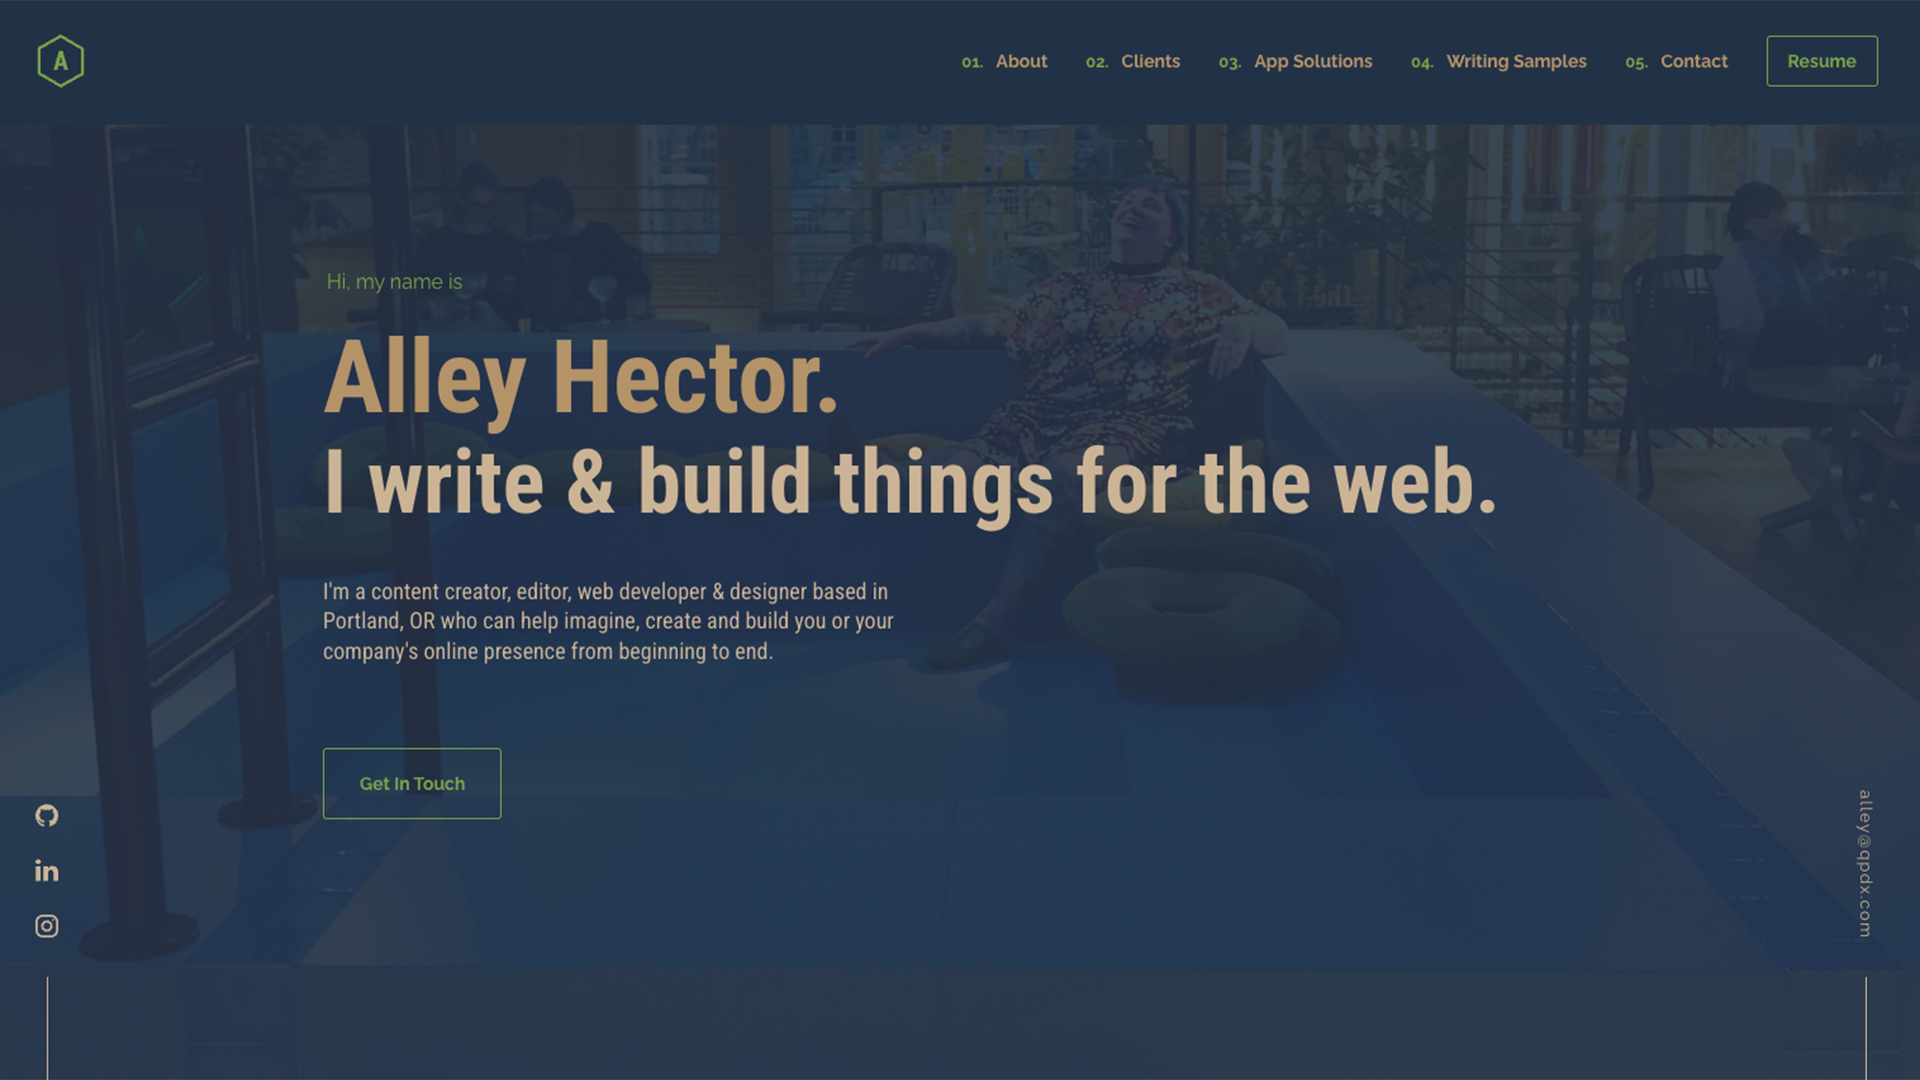 A
01. About 02. Clients 03. App Solutions 04. Writing Samples 05. Contact Resume
Hi, my name is
Alley Hector.
I write & build things for the web.
I'm a content creator, editor, web developer & designer based in
Portland, OR who can help imagine, create and build you or your
company's online presence from beginning to end.
Get In Touch
in
alley@qpdx.com